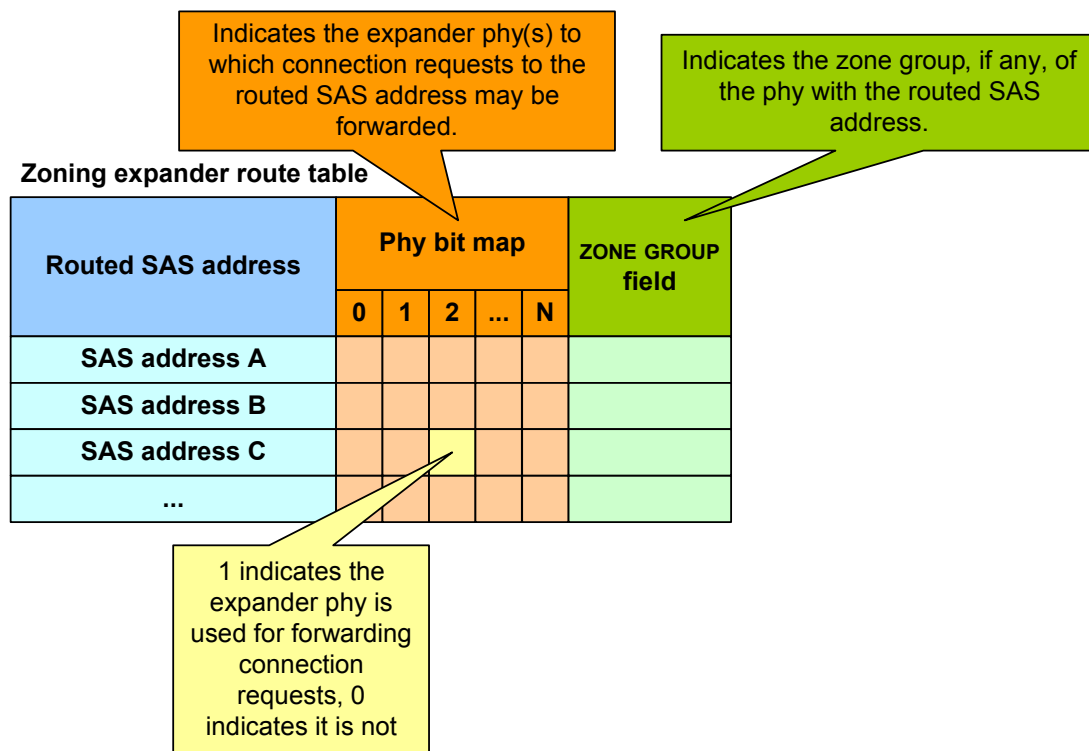 Indicates the expander phy(s) to
which connection requests to the
routed SAS address may be
forwarded.
Indicates the zone group, if any, of
the phy with the routed SAS
address.
Zoning expander route table
Routed SAS address
Phy bit map
ZONE GROUP
field
0 1 2 ... N
SAS address A
SAS address B
SAS address C
...
1 indicates the
expander phy is
used for forwarding
connection
requests, 0
indicates it is not